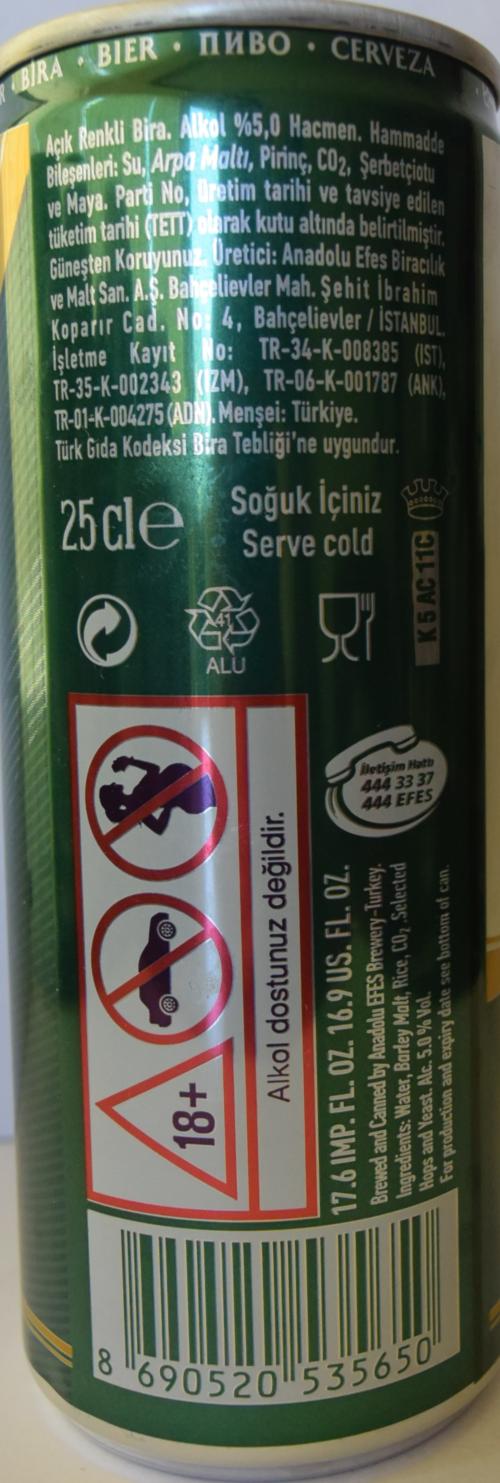 BİRA • BIER • ПИВО • CERVEZA
Açık Renkli Bira. Alkol %5,0 Hacmen. Hammadde
Bileşenleri: Su, Arpa Maltı, Pirinç, CO2, Şerbetçiotu
ve Maya. Parti No, üretim tarihi ve tavsiye edilen
tüketim tarihi (TETT) olarak kutu altında belirtilmiştir.
Güneşten Koruyunuz. Üretici: Anadolu Efes Biracılık
ve Malt San. A.Ş. Bahçelievler Mah. Şehit İbrahim
Koparır Cad. No: 4, Bahçelievler / İSTANBUL.
İşletme Kayıt No: TR-34-K-008385 (IST),
TR-35-K-002343 (IZM), TR-06-K-001787 (ANK),
TR-01-K-004275 (ADN). Menşei: Türkiye.
Türk Gıda Kodeksi Bira Tebliği'ne uygundur.
25 cl e
Soğuk İçiniz
Serve cold
K 5 AC 11C
41
ALU
İletişim Hattı
444 33 37
444 EFES
18+
Alkol dostunuz değildir.
17.6 IMP. FL. OZ. 16.9 US. FL. OZ.
Brewed and Canned by Anadolu EFES Brewery-Turkey.
Ingredients: Water, Barley Malt, Rice, CO2, Selected
Hops and Yeast. Alc. 5.0 % Vol.
For production and expiry date see bottom of can.
8 690520 535650